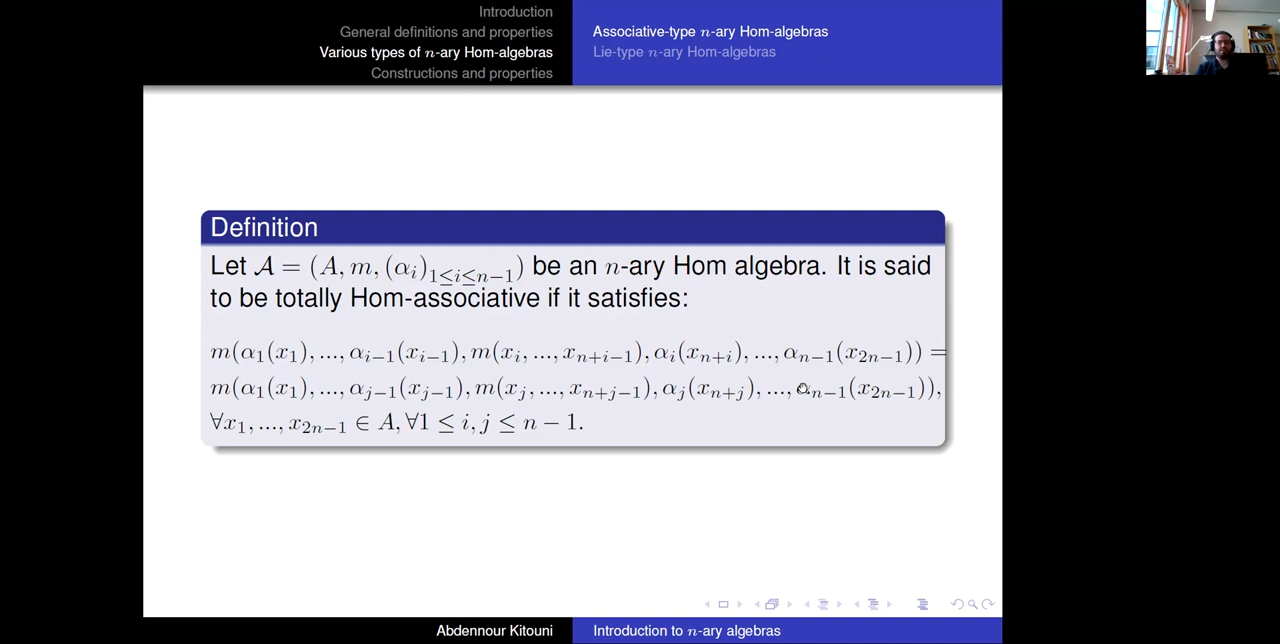 Introduction
General definitions and properties
Various types of n-ary Hom-algebras
Constructions and properties
Associative-type n-ary Hom-algebras
Lie-type n-ary Hom-algebras
Definition
Let 𝒜 = (A, m, (α_i)_{1≤i≤n−1}) be an n-ary Hom algebra. It is said
to be totally Hom-associative if it satisfies:
m(α_1(x_1), ..., α_{i−1}(x_{i−1}), m(x_i, ..., x_{n+i−1}), α_i(x_{n+i}), ..., α_{n−1}(x_{2n−1})) =
m(α_1(x_1), ..., α_{j−1}(x_{j−1}), m(x_j, ..., x_{n+j−1}), α_j(x_{n+j}), ..., α_{n−1}(x_{2n−1})),
∀x_1, ..., x_{2n−1} ∈ A, ∀1 ≤ i, j ≤ n − 1.
Abdennour Kitouni
Introduction to n-ary algebras